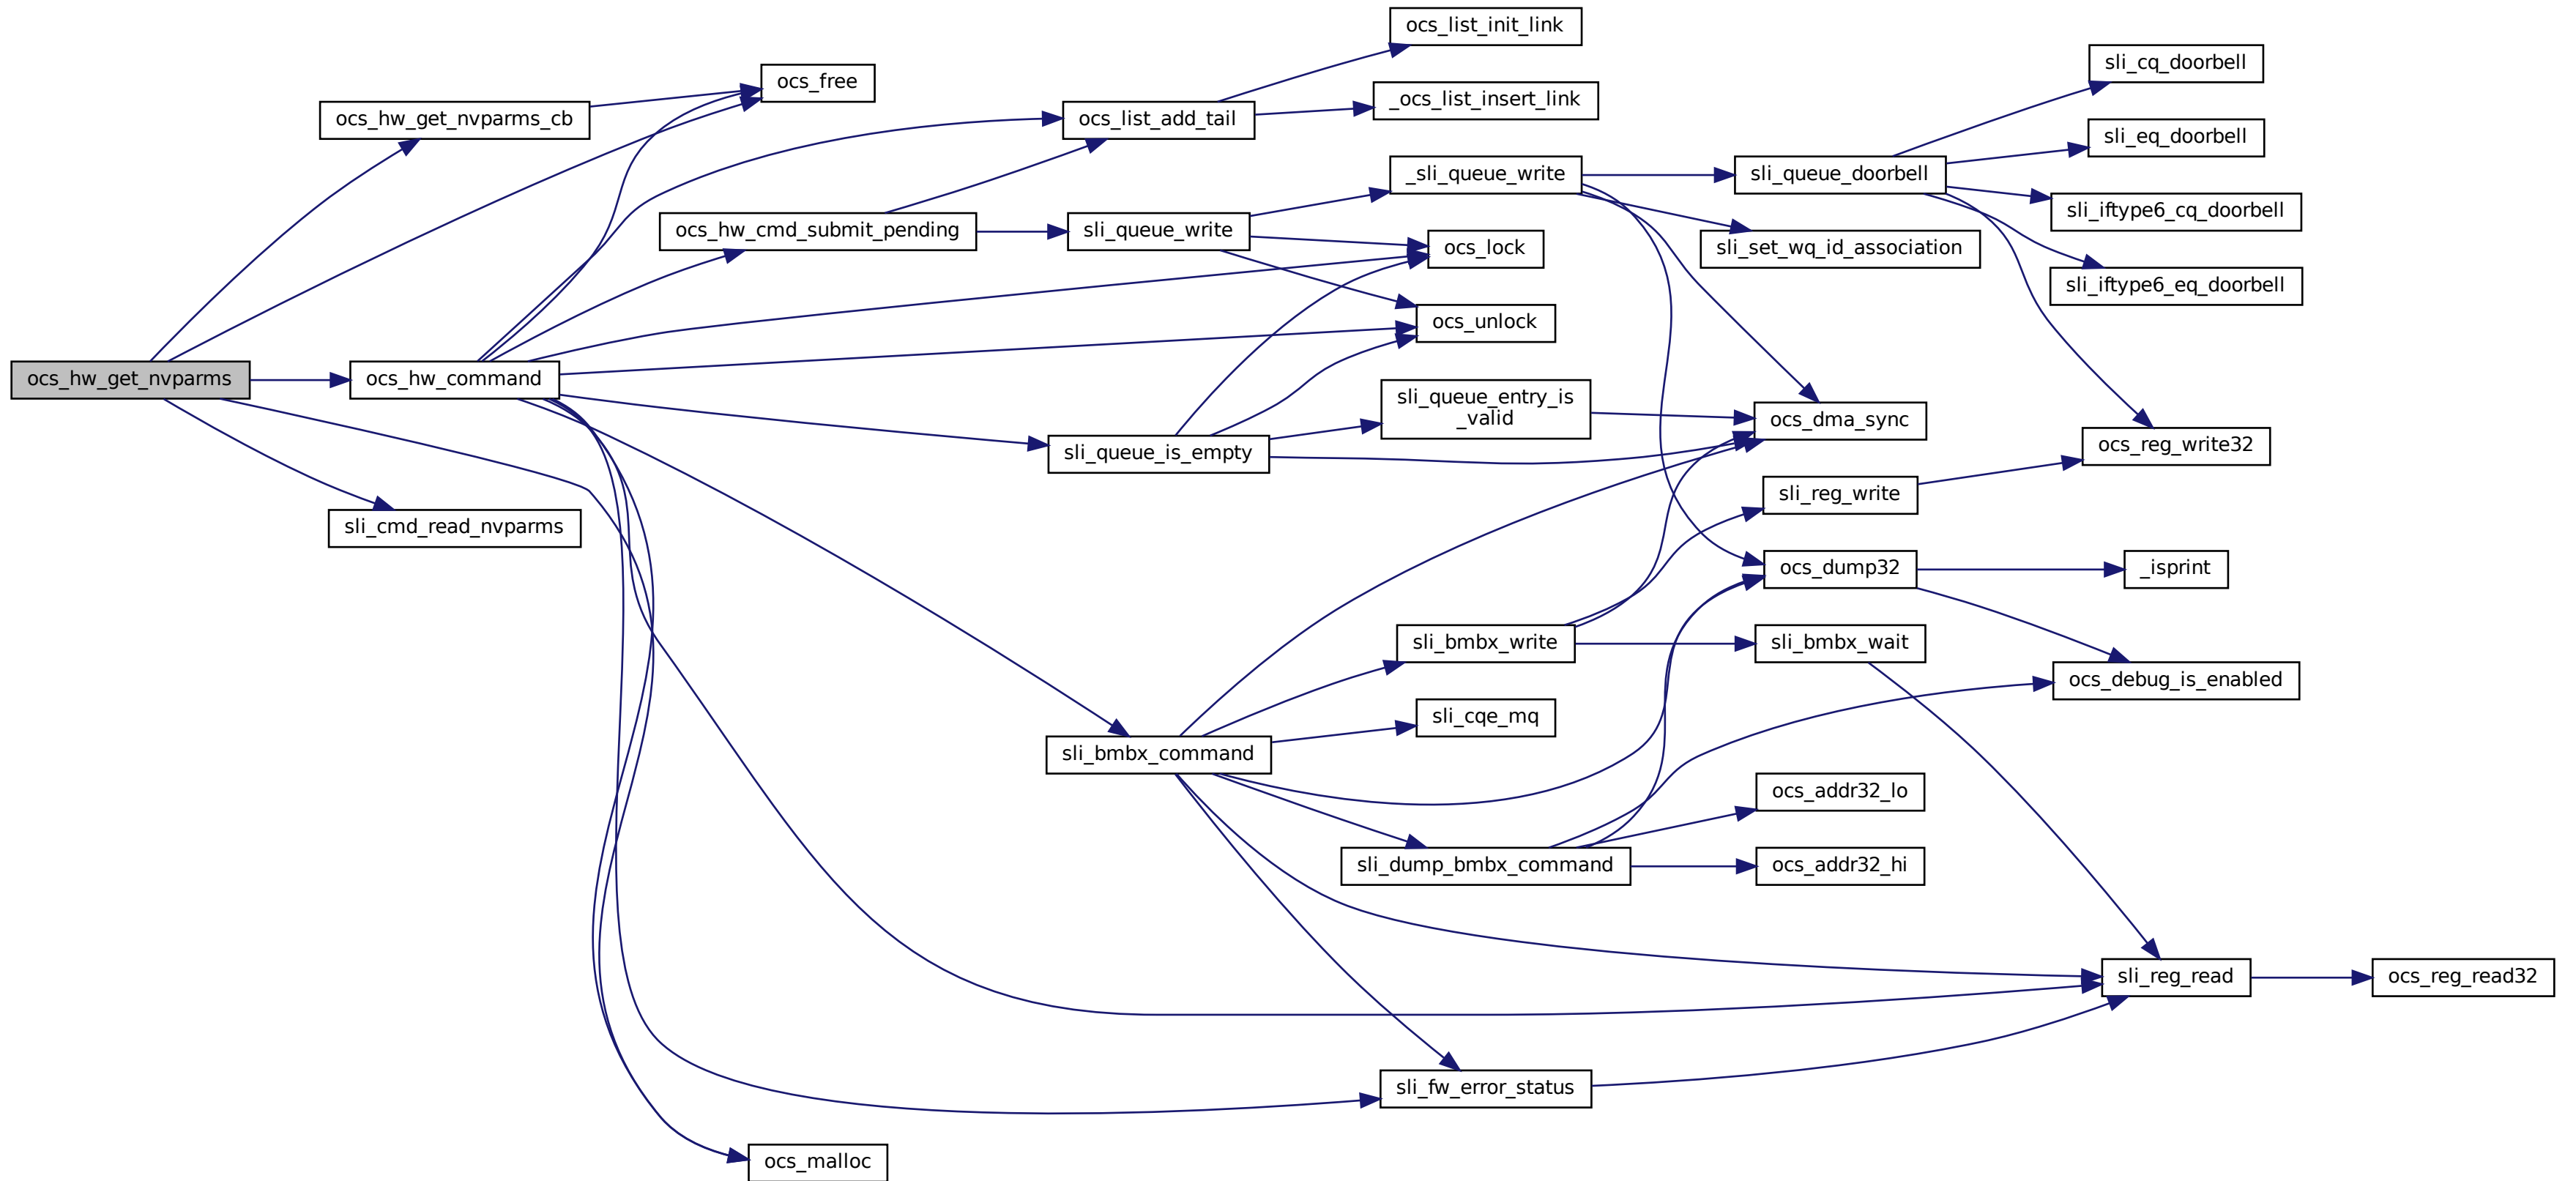 ocs_list_init_link
sli_cq_doorbell
ocs_free
_ocs_list_insert_link
ocs_hw_get_nvparms_cb
ocs_list_add_tail
sli_eq_doorbell
_sli_queue_write
sli_queue_doorbell
sli_iftype6_cq_doorbell
ocs_hw_cmd_submit_pending
sli_queue_write
ocs_lock
sli_set_wq_id_association
sli_iftype6_eq_doorbell
ocs_unlock
ocs_hw_get_nvparms
ocs_hw_command
sli_queue_entry_is
_valid
ocs_dma_sync
ocs_reg_write32
sli_queue_is_empty
sli_reg_write
sli_cmd_read_nvparms
ocs_dump32
_isprint
sli_bmbx_write
sli_bmbx_wait
ocs_debug_is_enabled
sli_cqe_mq
sli_bmbx_command
ocs_addr32_lo
sli_dump_bmbx_command
ocs_addr32_hi
sli_reg_read
ocs_reg_read32
sli_fw_error_status
ocs_malloc